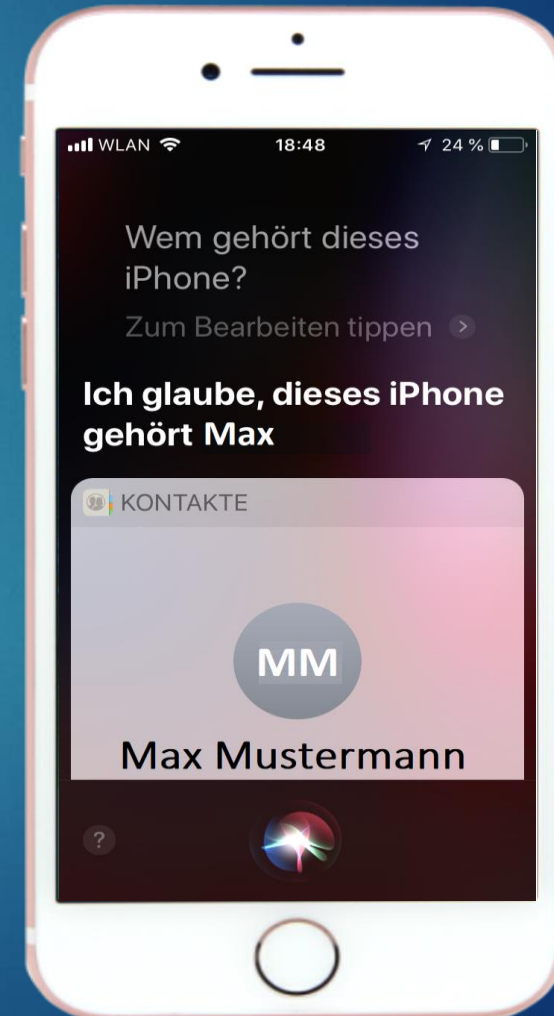 WLAN 18:48 24 %
Wem gehört dieses
iPhone?
Zum Bearbeiten tippen
Ich glaube, dieses iPhone
gehört Max
KONTAKTE
MM
Max Mustermann
?